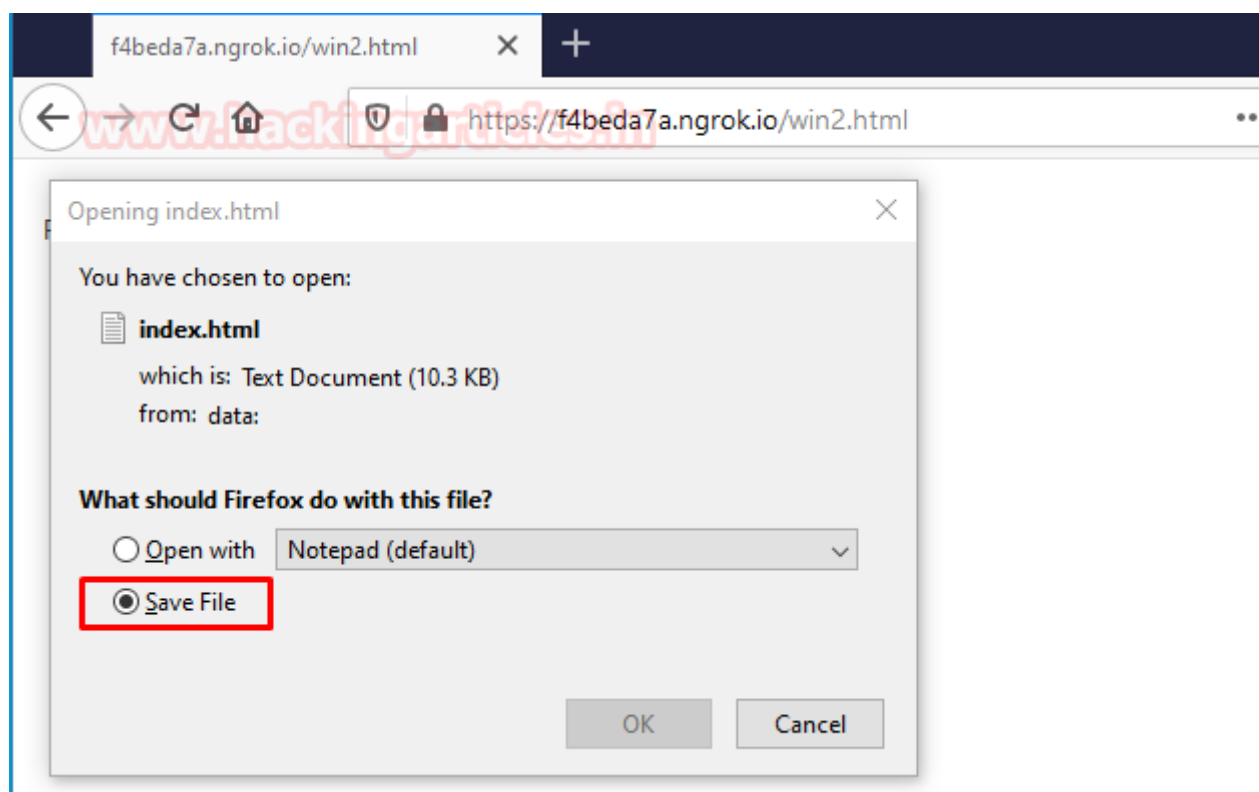 f4beda7a.ngrok.io/win2.html
www.hackingarticles.in
https://f4beda7a.ngrok.io/win2.html
Opening index.html
You have chosen to open:
index.html
which is: Text Document (10.3 KB)
from: data:
What should Firefox do with this file?
Open with Notepad (default)
Save File
OK Cancel